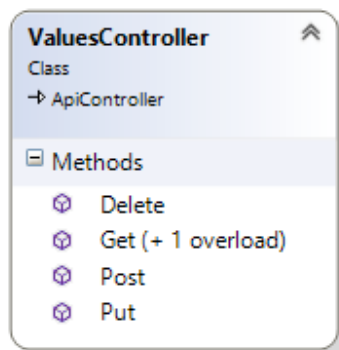 ValuesController
Class
ApiController
Methods
Delete
Get (+ 1 overload)
Post
Put